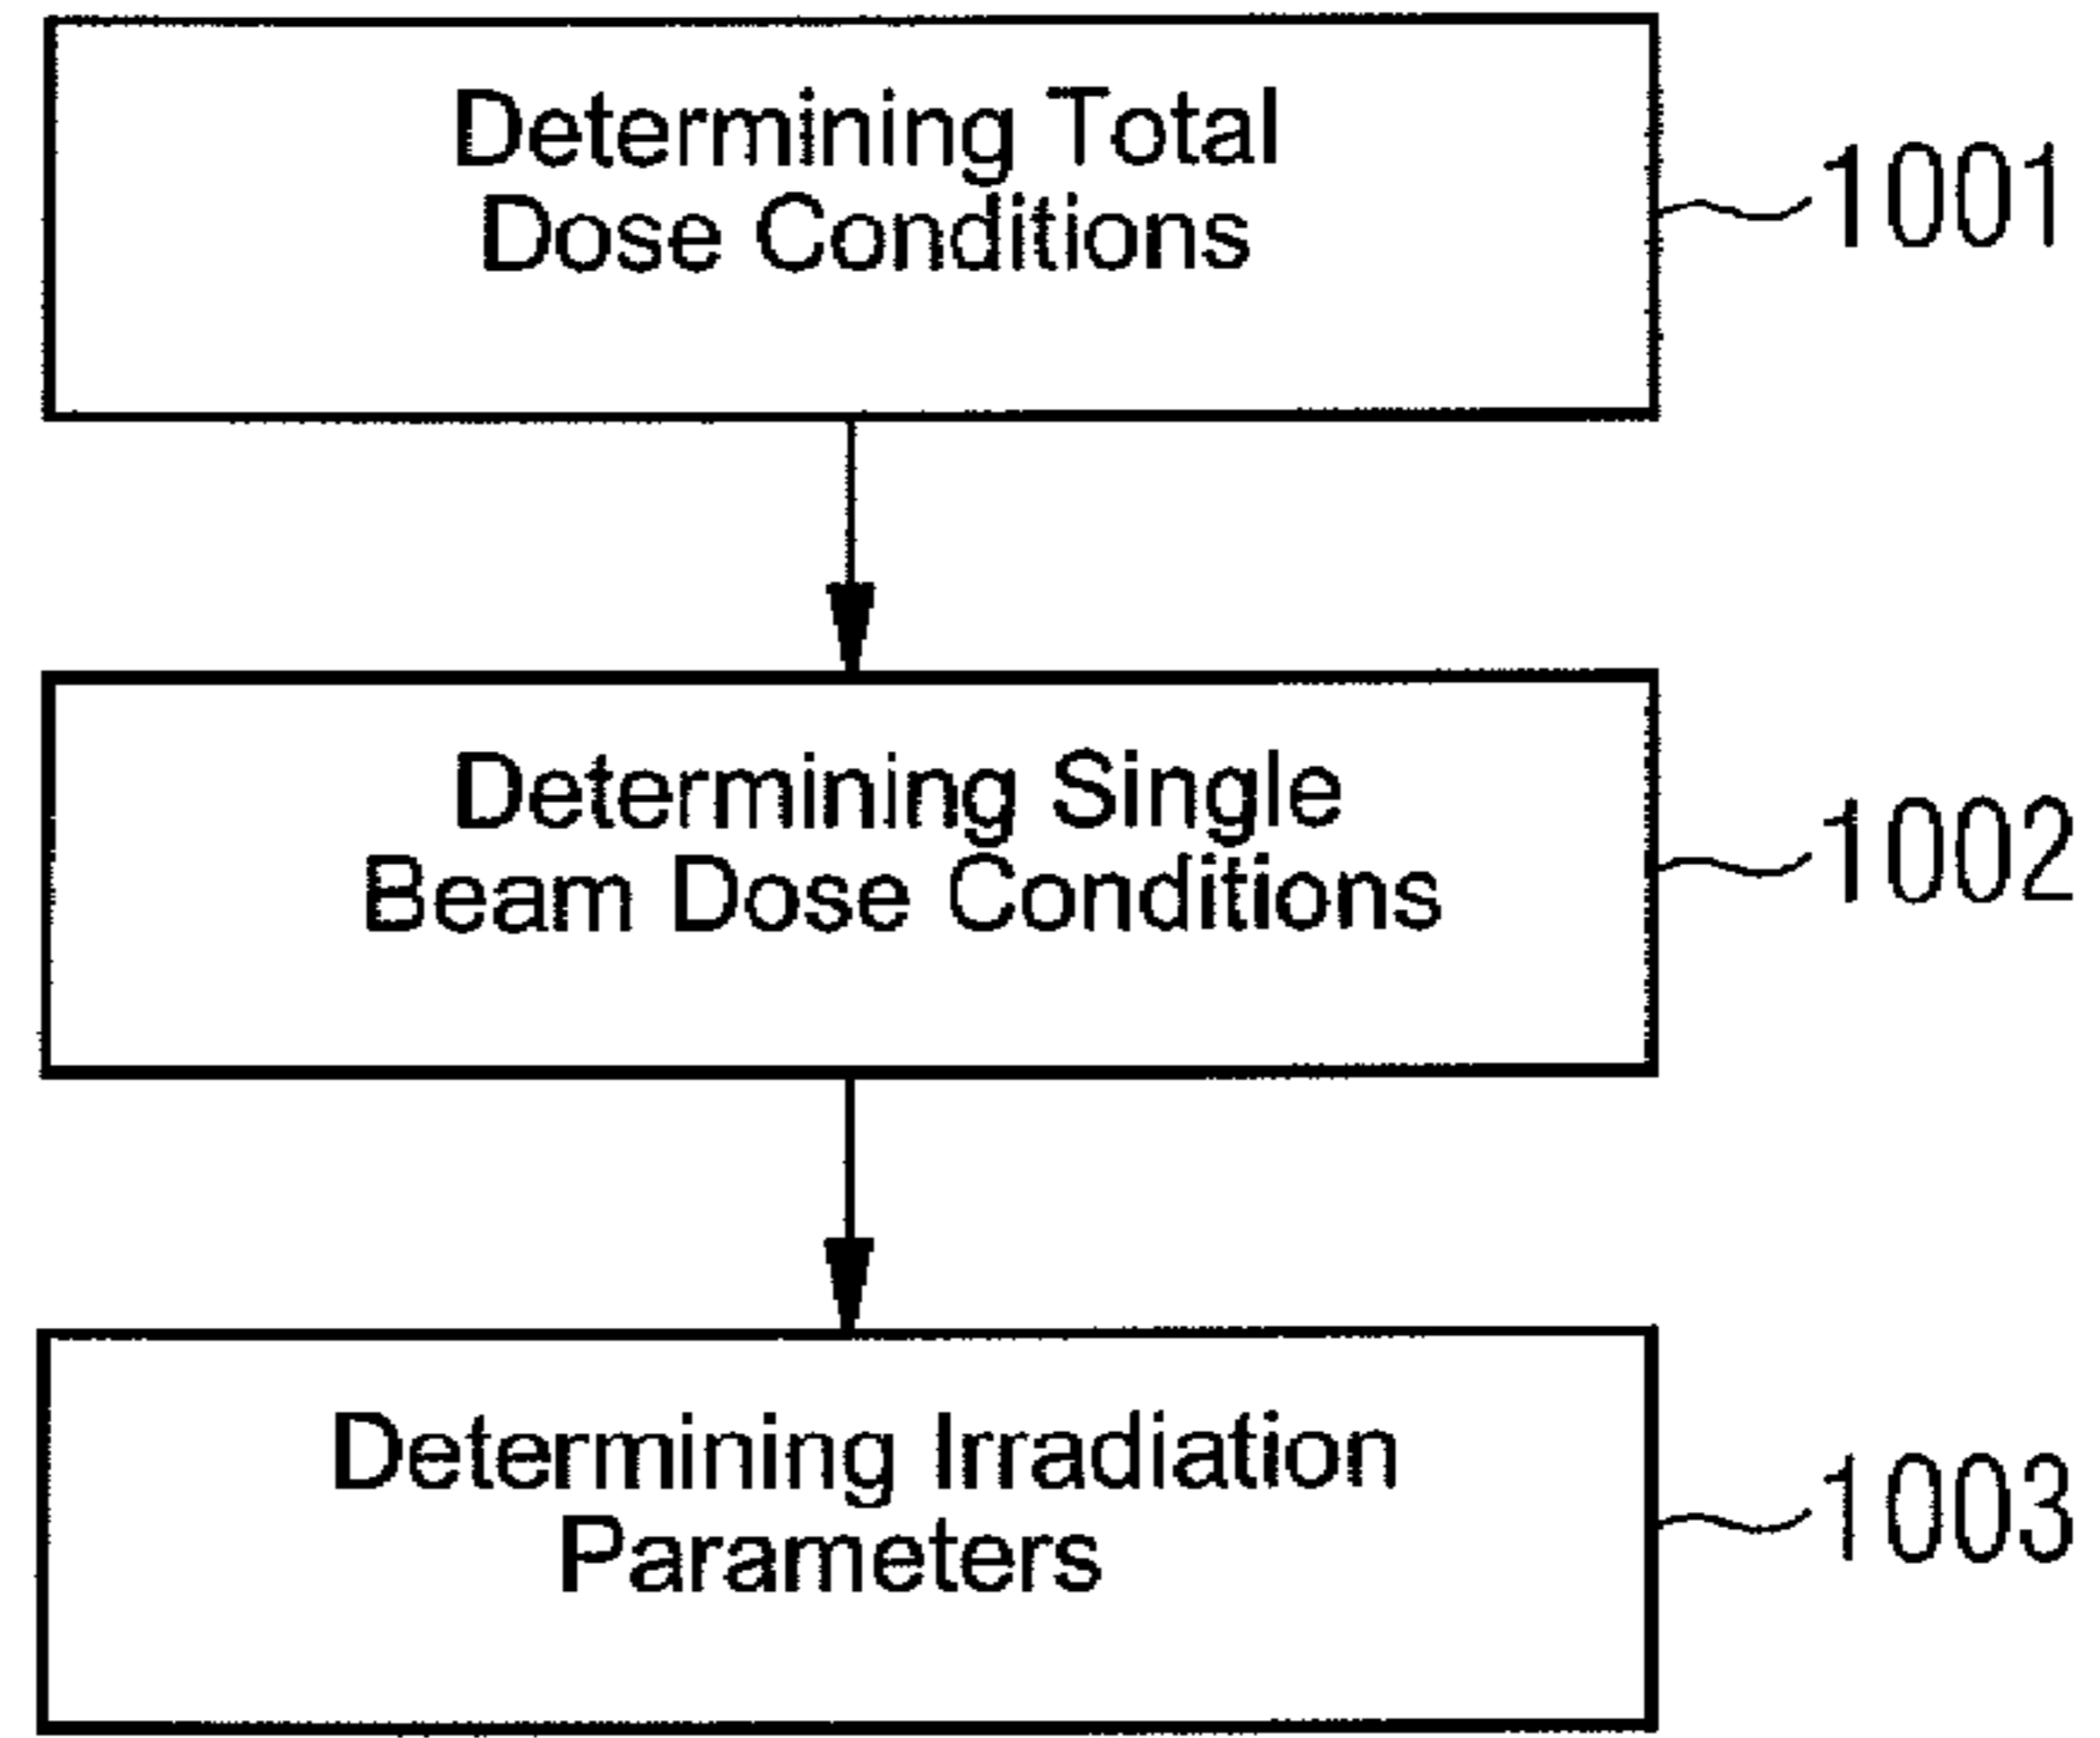 Determining Total
Dose Conditions
1001
Determining Single
Beam Dose Conditions
1002
Determining Irradiation
Parameters
1003